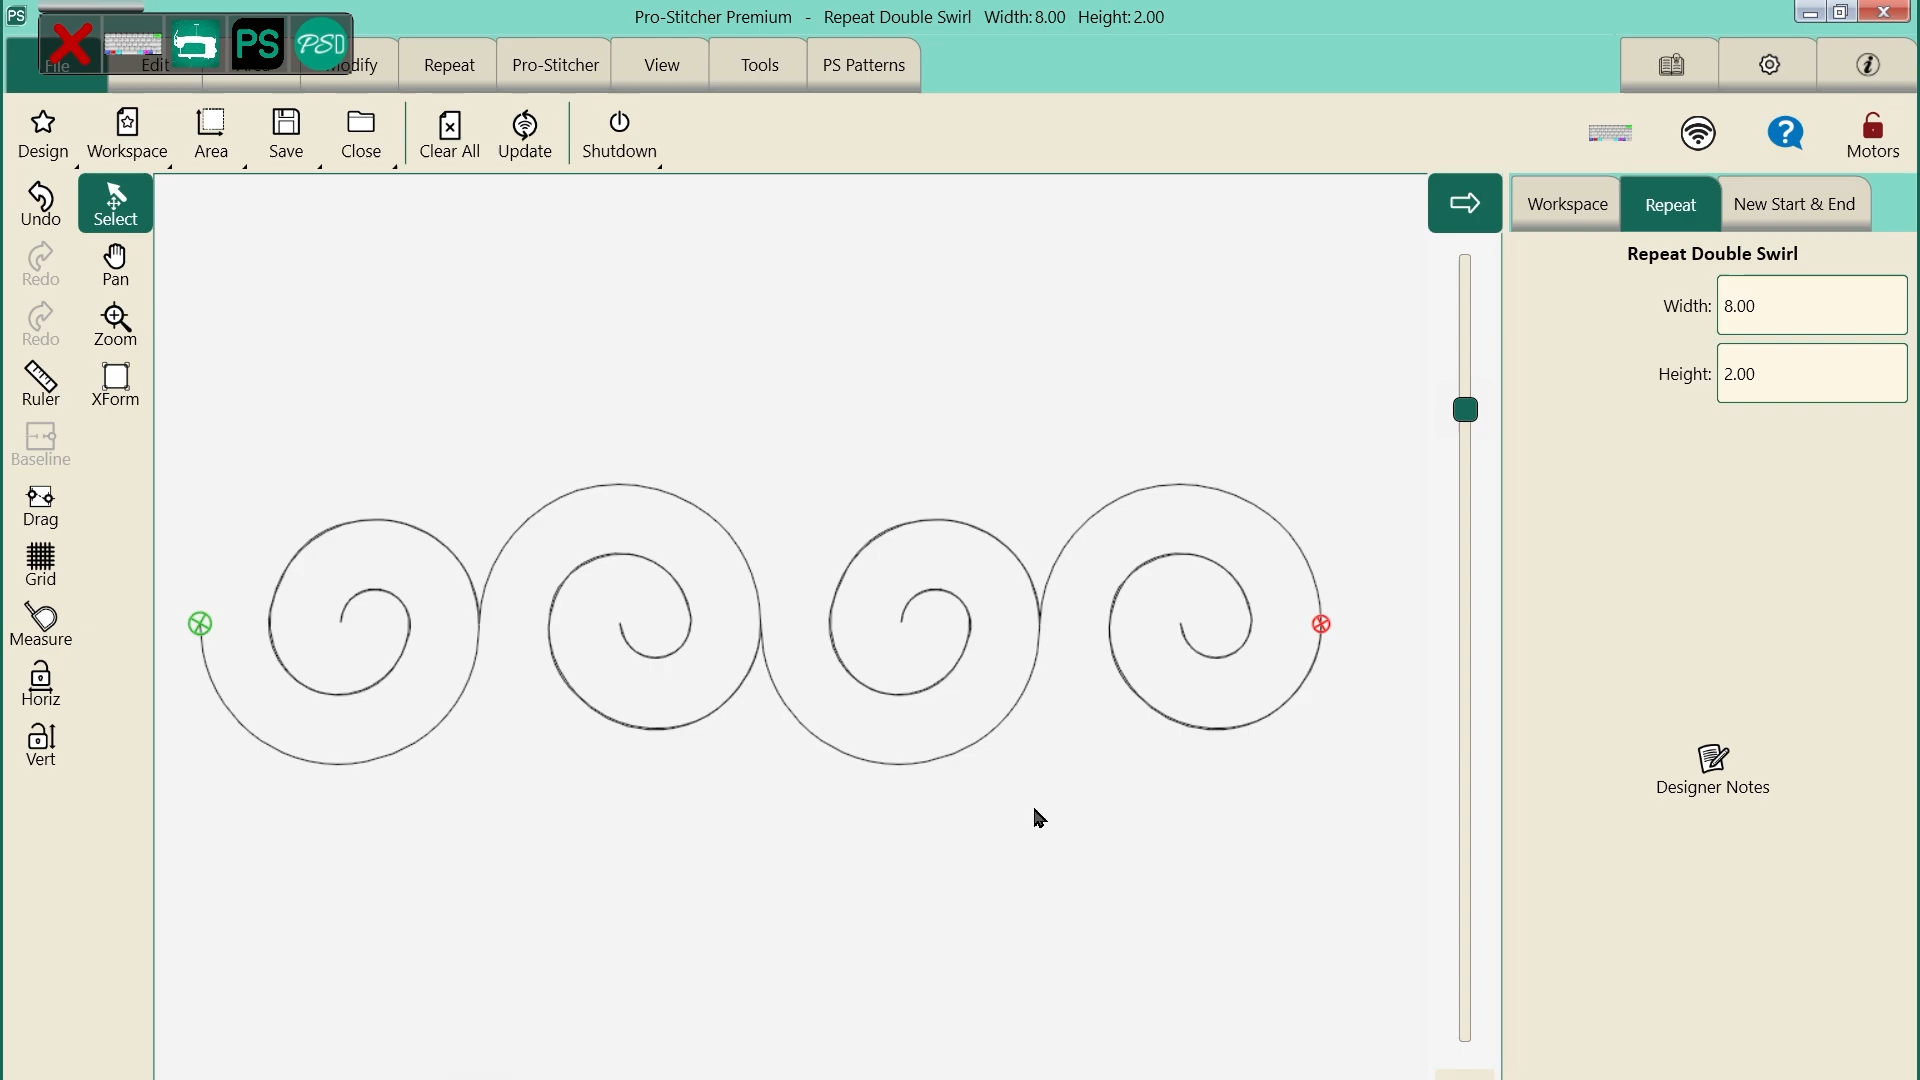 PS
Pro-Stitcher Premium - Repeat Double Swirl Width: 8.00 Height: 2.00
PS PSD
File Edit Modify Repeat Pro-Stitcher View Tools PS Patterns
Design Workspace Area Save Close Clear All Update Shutdown Motors
Undo Select
Workspace Repeat New Start & End
Redo Pan
Repeat Double Swirl
Redo Zoom
Width: 8.00
Ruler XForm
Height: 2.00
Baseline
Drag
Grid
Measure
Horiz
Vert
Designer Notes